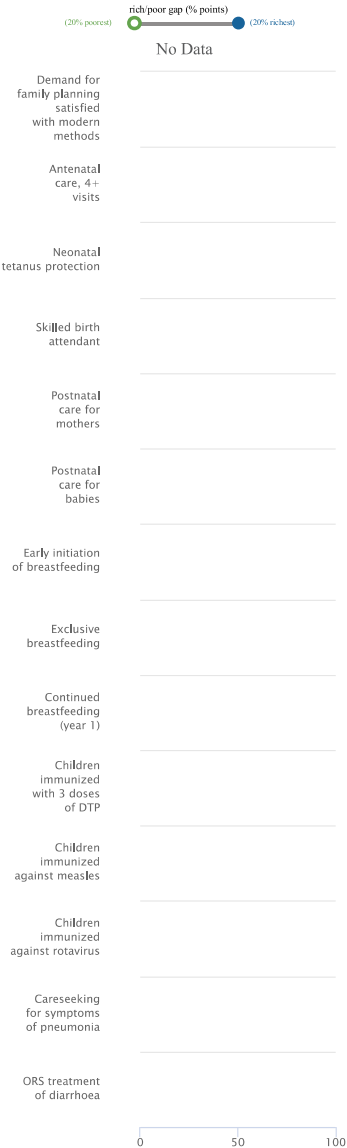 rich/poor gap (% points)
(20% poorest) (20% richest)
No Data
Demand for
family planning
satisfied
with modern
methods
Antenatal
care, 4+
visits
Neonatal
tetanus protection
Skilled birth
attendant
Postnatal
care for
mothers
Postnatal
care for
babies
Early initiation
of breastfeeding
Exclusive
breastfeeding
Continued
breastfeeding
(year 1)
Children
immunized
with 3 doses
of DTP
Children
immunized
against measles
Children
immunized
against rotavirus
Careseeking
for symptoms
of pneumonia
ORS treatment
of diarrhoea
0 50 100